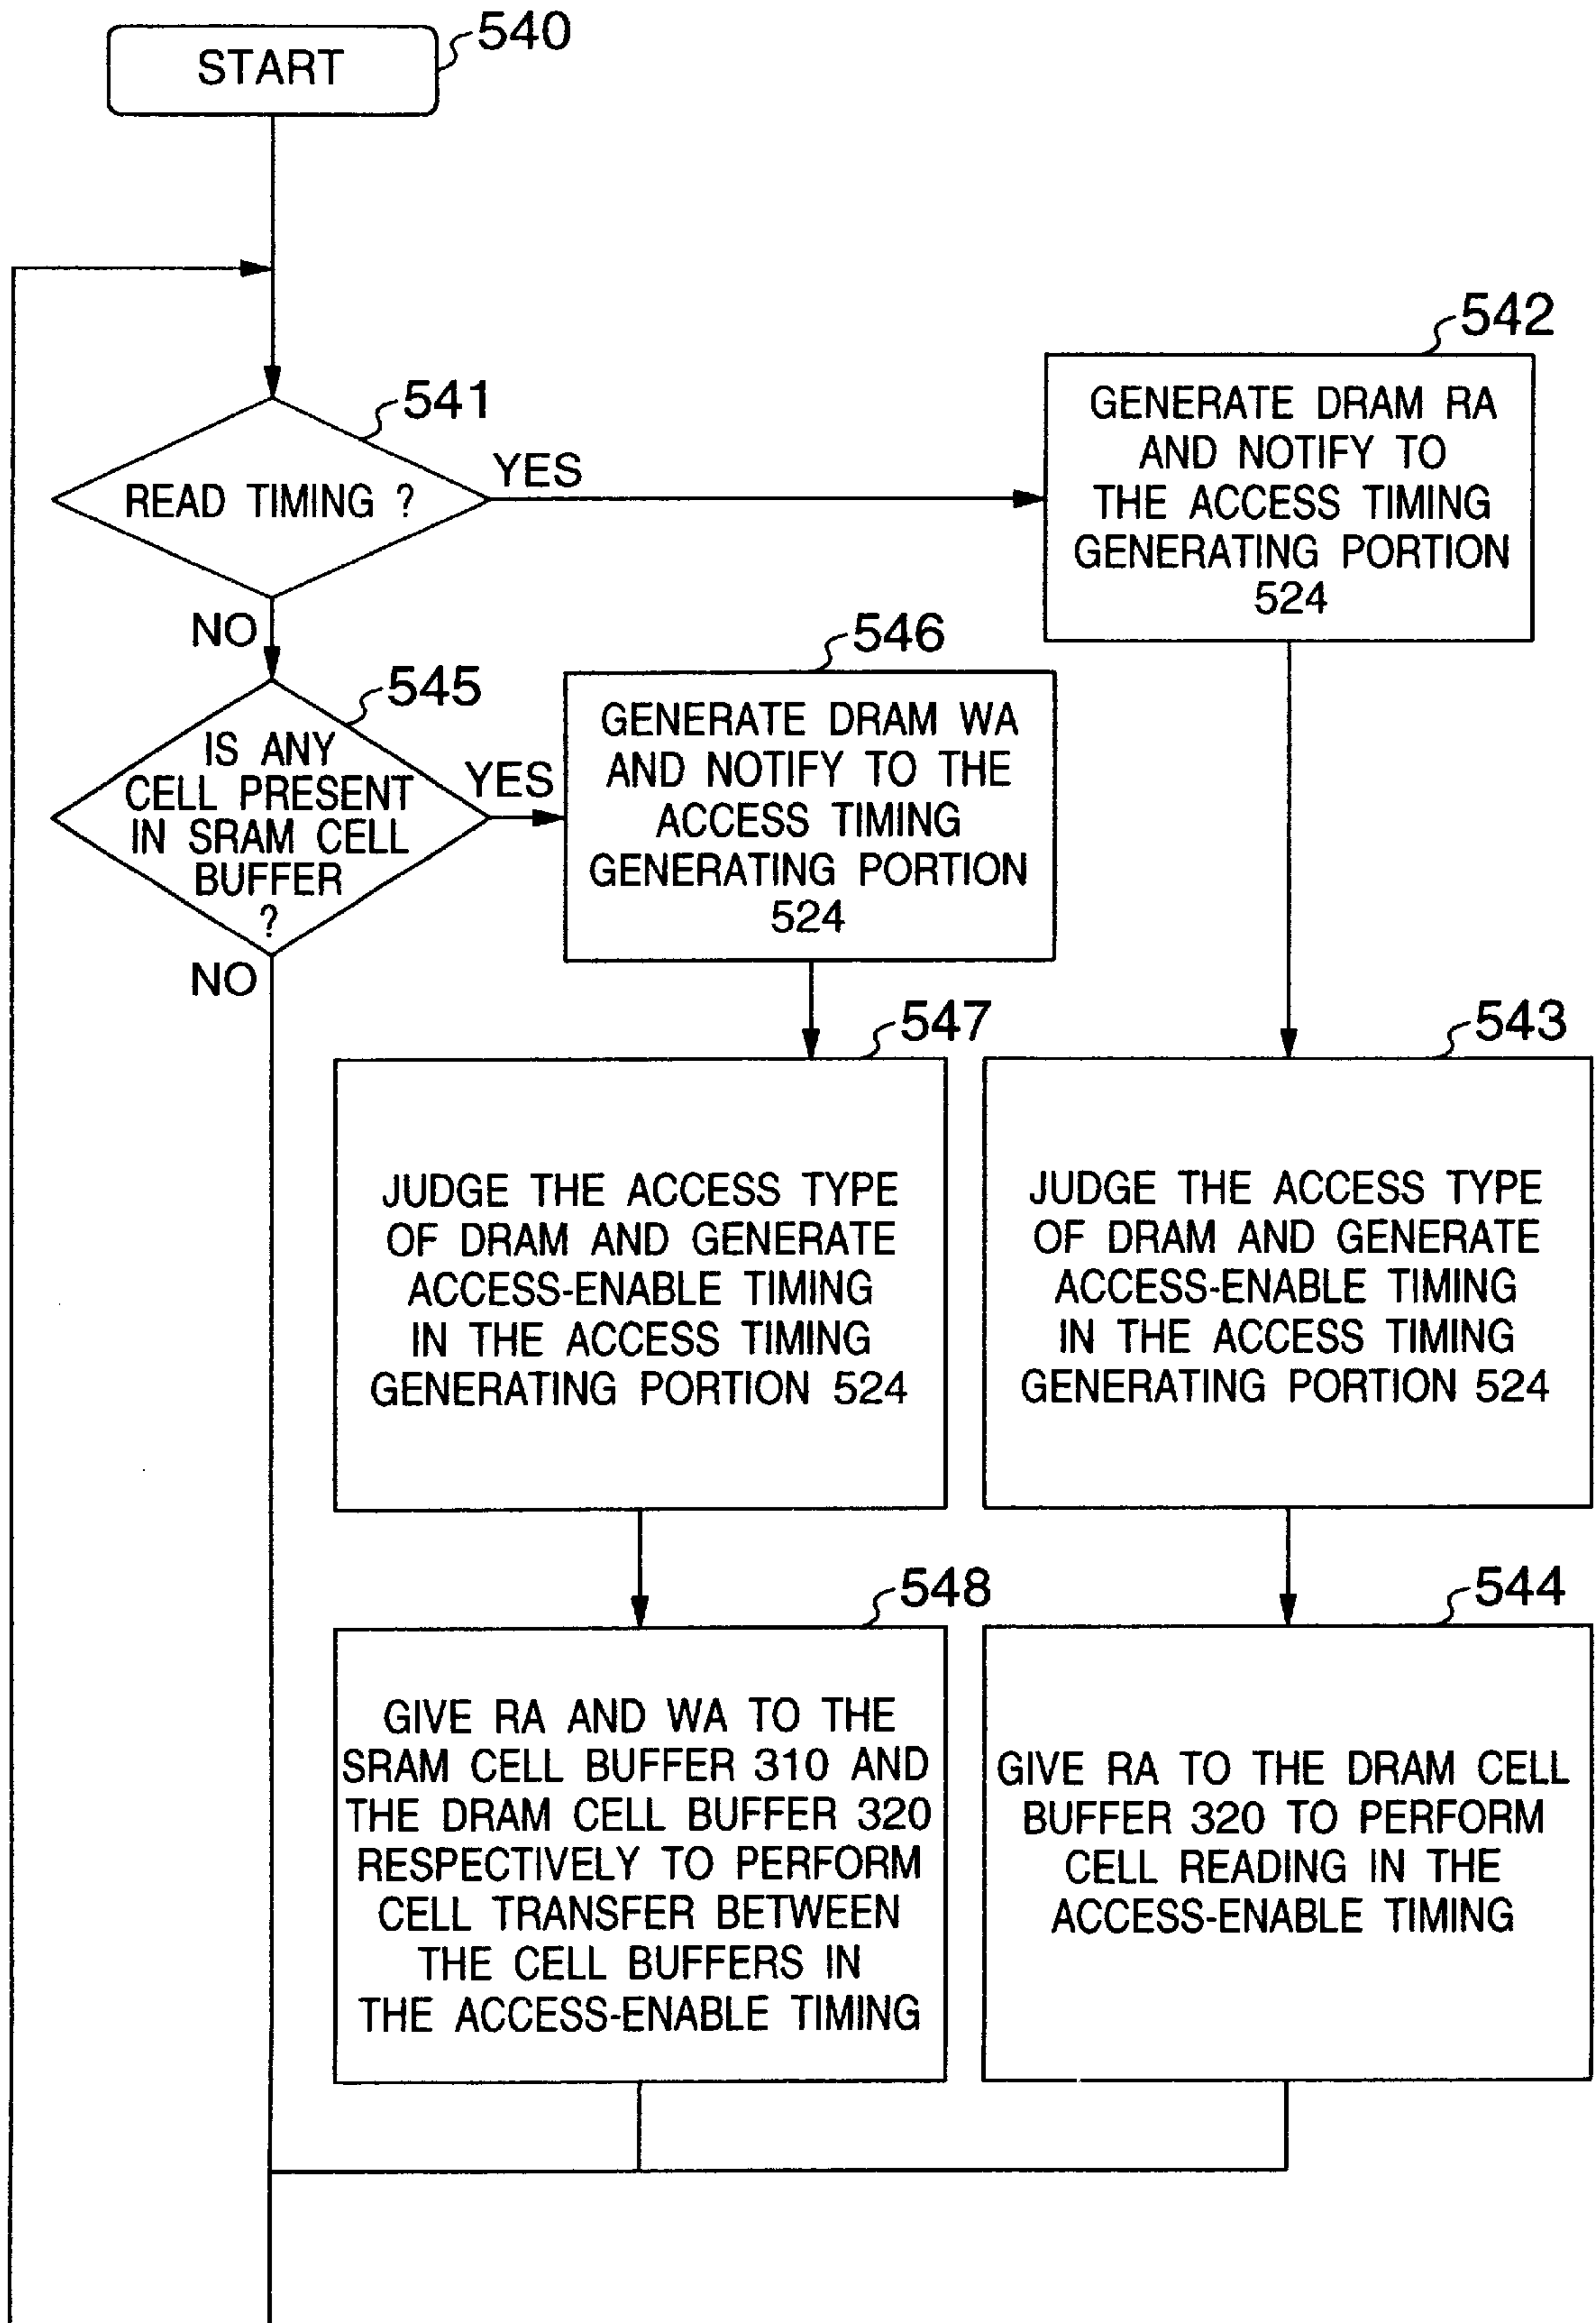 START
540
541
READ TIMING ?
YES
NO
542
GENERATE DRAM RA
AND NOTIFY TO
THE ACCESS TIMING
GENERATING PORTION
524
545
IS ANY
CELL PRESENT
IN SRAM CELL
BUFFER
?
YES
NO
546
GENERATE DRAM WA
AND NOTIFY TO THE
ACCESS TIMING
GENERATING PORTION
524
547
JUDGE THE ACCESS TYPE
OF DRAM AND GENERATE
ACCESS-ENABLE TIMING
IN THE ACCESS TIMING
GENERATING PORTION 524
543
JUDGE THE ACCESS TYPE
OF DRAM AND GENERATE
ACCESS-ENABLE TIMING
IN THE ACCESS TIMING
GENERATING PORTION 524
548
GIVE RA AND WA TO THE
SRAM CELL BUFFER 310 AND
THE DRAM CELL BUFFER 320
RESPECTIVELY TO PERFORM
CELL TRANSFER BETWEEN
THE CELL BUFFERS IN
THE ACCESS-ENABLE TIMING
544
GIVE RA TO THE DRAM CELL
BUFFER 320 TO PERFORM
CELL READING IN THE
ACCESS-ENABLE TIMING